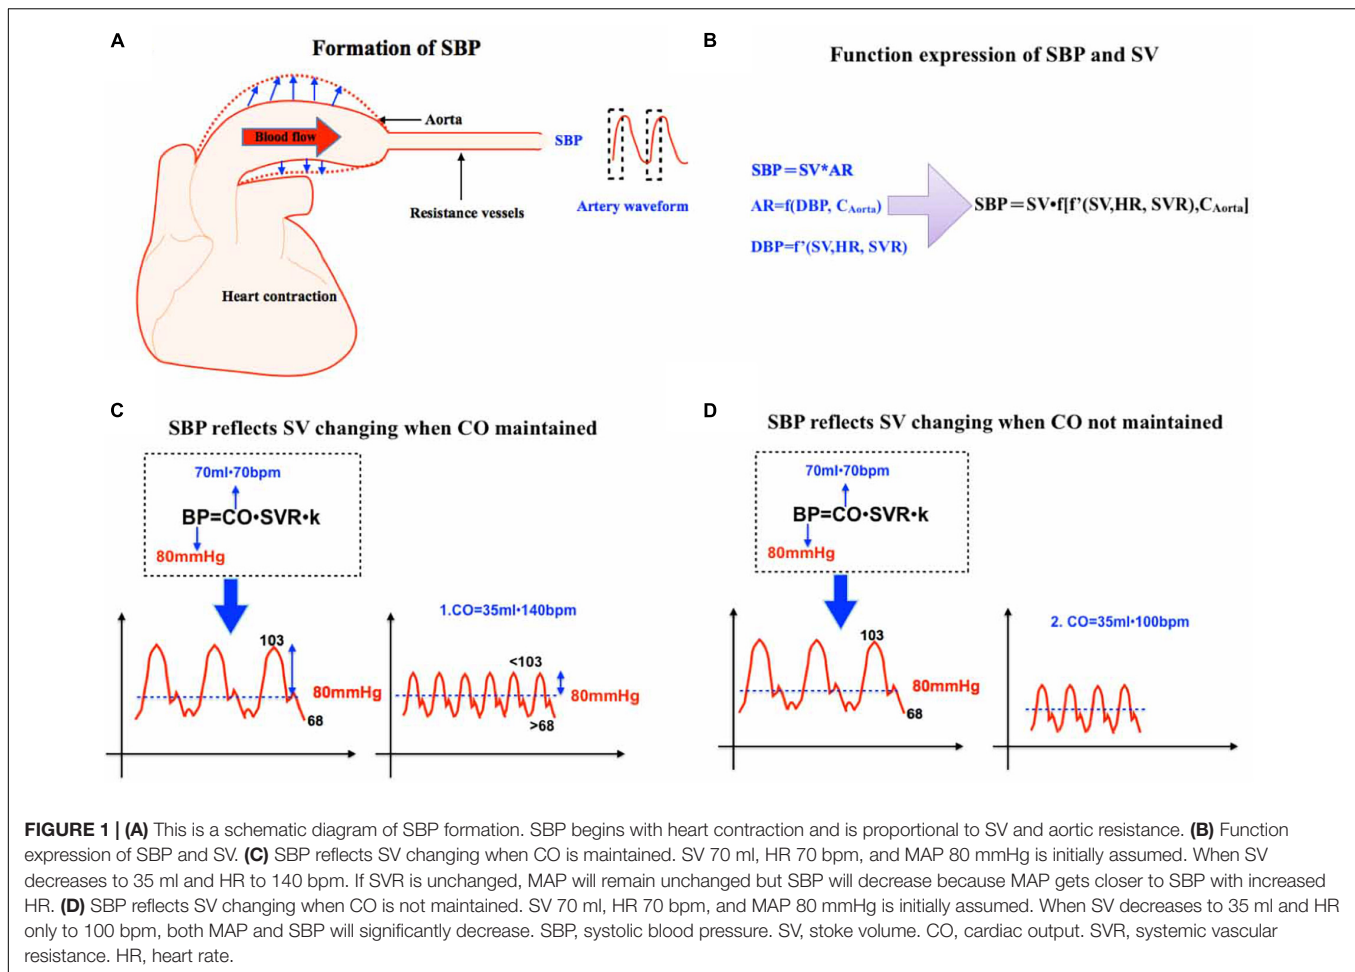 A
Formation of SBP
Aorta
Blood flow
SBP
Resistance vessels
Artery waveform
Heart contraction
B
Function expression of SBP and SV
SBP=SV*AR
AR=f(DBP, CAorta)
DBP=f'(SV,HR, SVR)
SBP=SV•f[f'(SV,HR, SVR),CAorta]
C
SBP reflects SV changing when CO maintained
70ml•70bpm
BP=CO•SVR•k
80mmHg
103
80mmHg
68
1.CO=35ml•140bpm
<103
80mmHg
>68
D
SBP reflects SV changing when CO not maintained
70ml•70bpm
BP=CO•SVR•k
80mmHg
103
80mmHg
68
2. CO=35ml•100bpm
FIGURE 1 | (A) This is a schematic diagram of SBP formation. SBP begins with heart contraction and is proportional to SV and aortic resistance. (B) Function
expression of SBP and SV. (C) SBP reflects SV changing when CO is maintained. SV 70 ml, HR 70 bpm, and MAP 80 mmHg is initially assumed. When SV
decreases to 35 ml and HR to 140 bpm. If SVR is unchanged, MAP will remain unchanged but SBP will decrease because MAP gets closer to SBP with increased
HR. (D) SBP reflects SV changing when CO is not maintained. SV 70 ml, HR 70 bpm, and MAP 80 mmHg is initially assumed. When SV decreases to 35 ml and HR
only to 100 bpm, both MAP and SBP will significantly decrease. SBP, systolic blood pressure. SV, stoke volume. CO, cardiac output. SVR, systemic vascular
resistance. HR, heart rate.